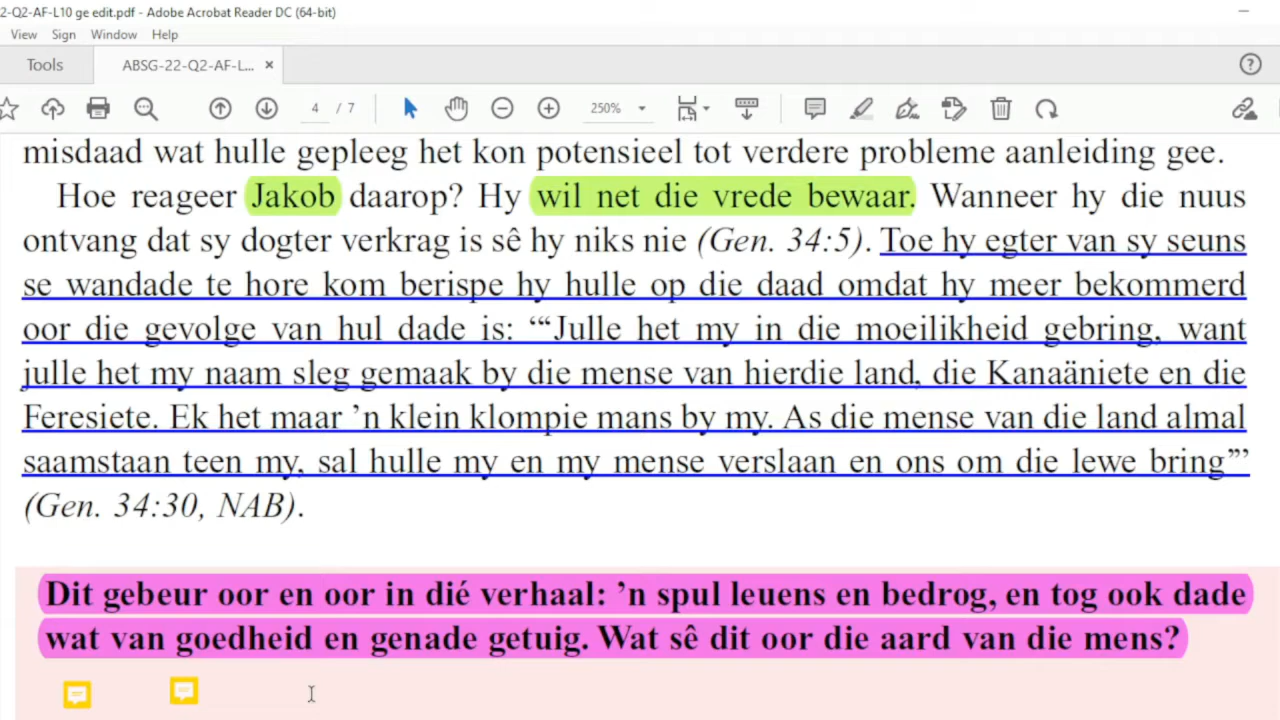 2-Q2-AF-L10 ge edit.pdf - Adobe Acrobat Reader DC (64-bit)
View Sign Window Help
Tools ABSG-22-Q2-AF-L... ×
4 / 7 250%
misdaad wat hulle gepleeg het kon potensieel tot verdere probleme aanleiding gee.
Hoe reageer Jakob daarop? Hy wil net die vrede bewaar. Wanneer hy die nuus
ontvang dat sy dogter verkrag is sê hy niks nie (Gen. 34:5). Toe hy egter van sy seuns
se wandade te hore kom berispe hy hulle op die daad omdat hy meer bekommerd
oor die gevolge van hul dade is: “‘Julle het my in die moeilikheid gebring, want
julle het my naam sleg gemaak by die mense van hierdie land, die Kanaäniete en die
Feresiete. Ek het maar ’n klein klompie mans by my. As die mense van die land almal
saamstaan teen my, sal hulle my en my mense verslaan en ons om die lewe bring”’
(Gen. 34:30, NAB).
Dit gebeur oor en oor in dié verhaal: ’n spul leuens en bedrog, en tog ook dade
wat van goedheid en genade getuig. Wat sê dit oor die aard van die mens?